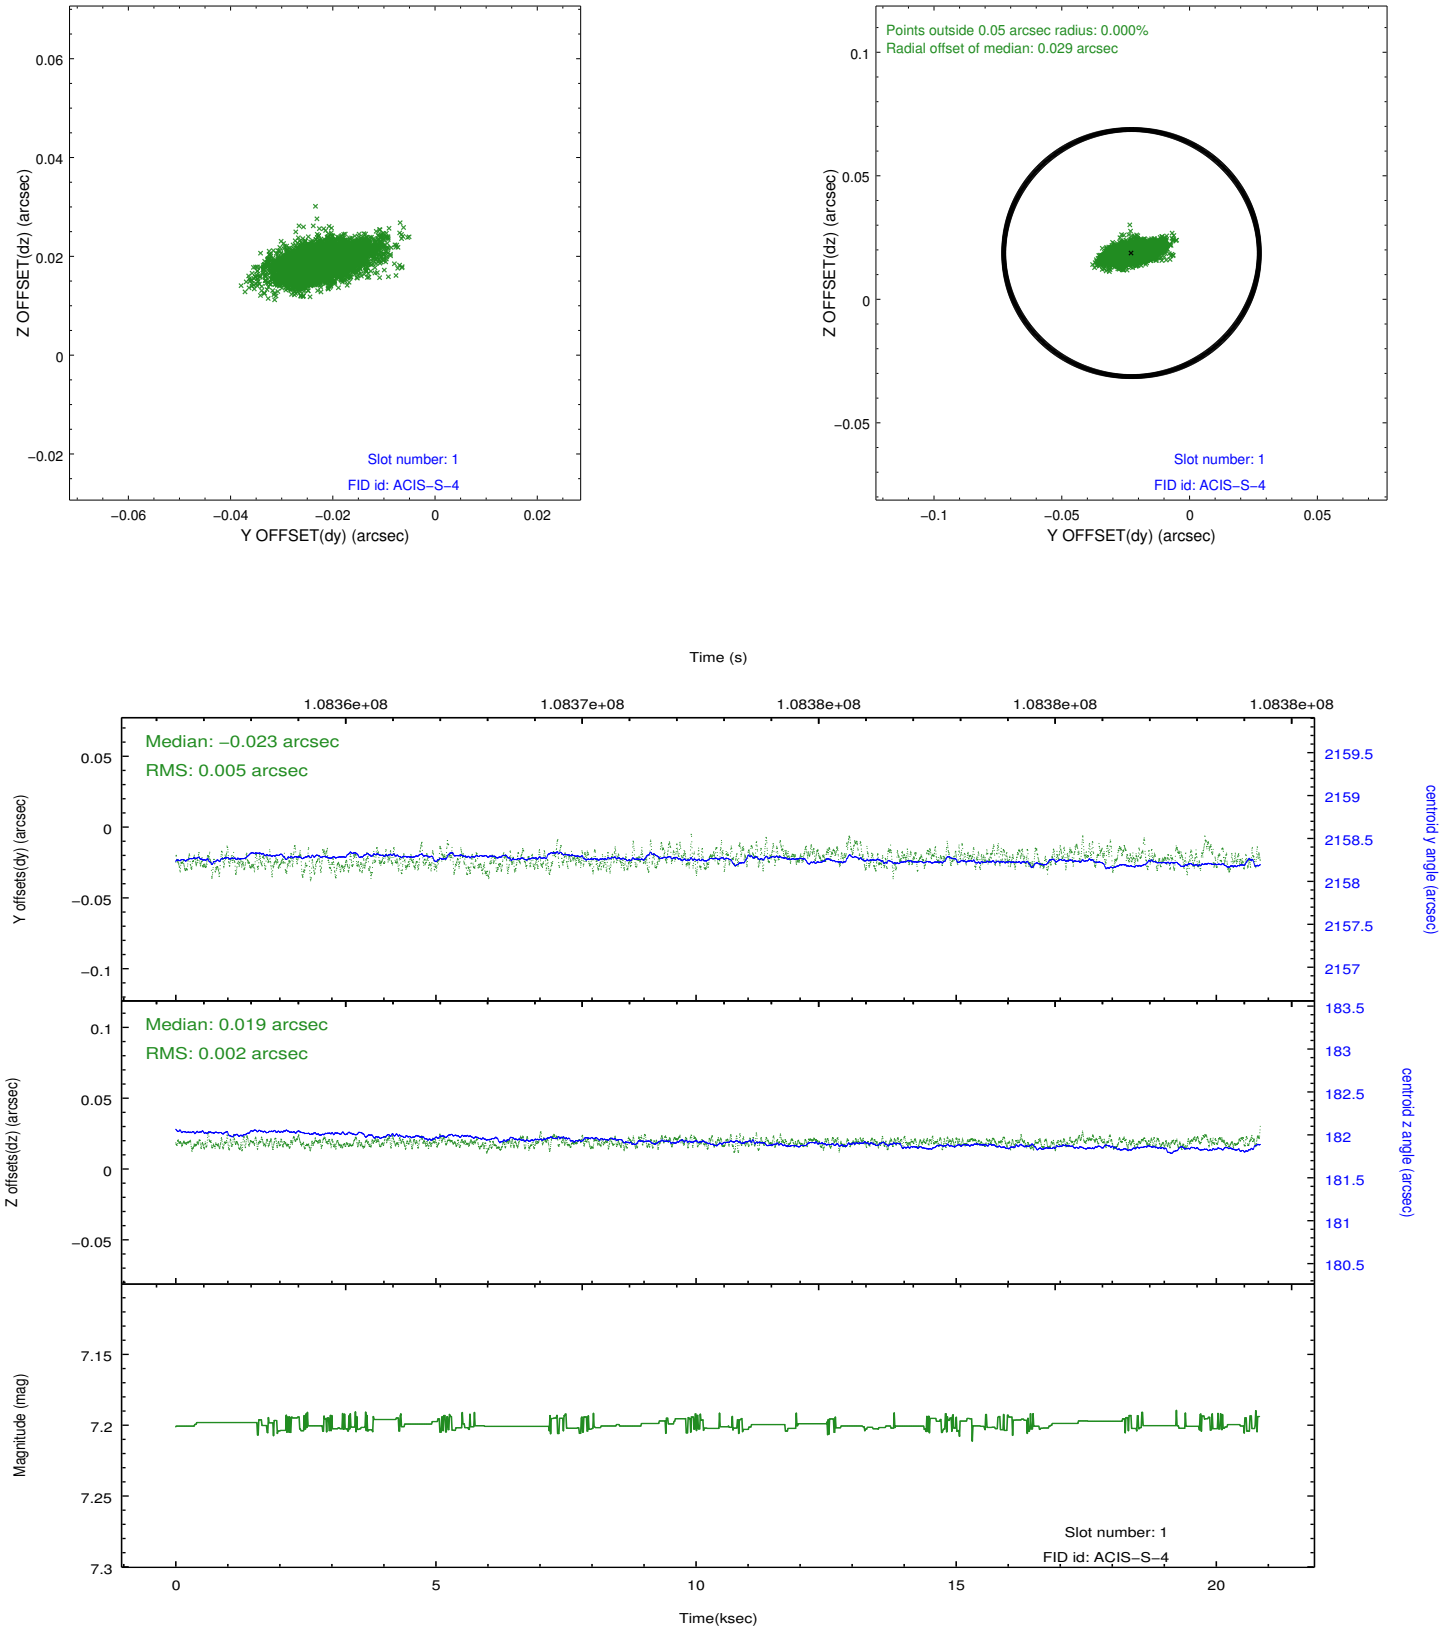 0.06
0.04
0.02
0
−0.02
Z OFFSET(dz) (arcsec)
Slot number: 1
FID id: ACIS−S−4
−0.06
−0.04
−0.02
0
0.02
Y OFFSET(dy) (arcsec)
Points outside 0.05 arcsec radius: 0.000%
Radial offset of median: 0.029 arcsec
0.1
0.05
0
−0.05
Z OFFSET(dz) (arcsec)
Slot number: 1
FID id: ACIS−S−4
−0.1
−0.05
0
0.05
Y OFFSET(dy) (arcsec)
Time (s)
1.0836e+08
1.0837e+08
1.0838e+08
1.0838e+08
1.0838e+08
Median: −0.023 arcsec
RMS: 0.005 arcsec
0.05
0
−0.05
−0.1
Y offsets(dy) (arcsec)
2159.5
2159
2158.5
2158
2157.5
2157
centroid y angle (arcsec)
Median: 0.019 arcsec
RMS: 0.002 arcsec
0.1
0.05
0
−0.05
Z offsets(dz) (arcsec)
183.5
183
182.5
182
181.5
181
180.5
centroid z angle (arcsec)
7.15
7.2
7.25
7.3
Magnitude (mag)
Slot number: 1
FID id: ACIS−S−4
0
5
10
15
20
Time(ksec)